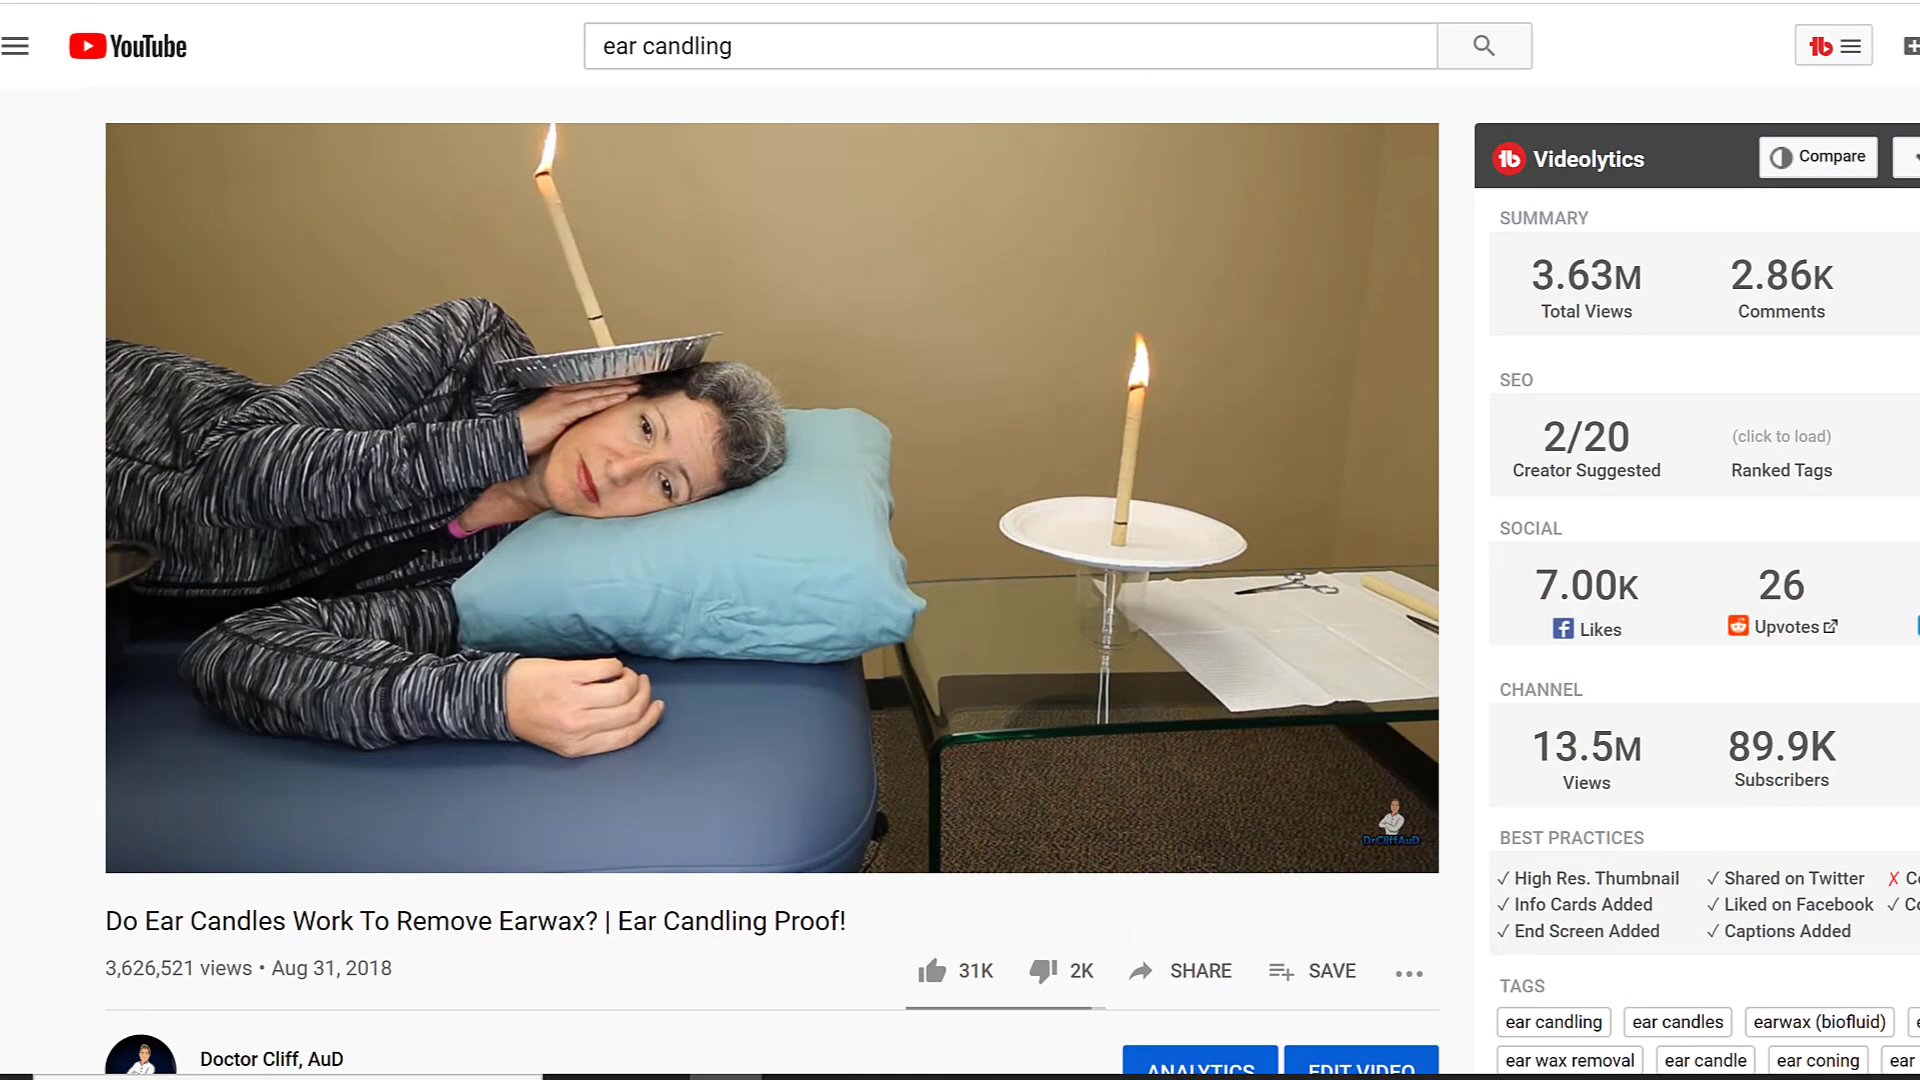 YouTube
ear candling
Videolytics
Compare
SUMMARY
3.63M
Total Views
2.86K
Comments
SEO
2/20
Creator Suggested
(click to load)
Ranked Tags
SOCIAL
7.00K
Likes
26
Upvotes
CHANNEL
13.5M
Views
89.9K
Subscribers
BEST PRACTICES
✓ High Res. Thumbnail
✓ Shared on Twitter
✓ Info Cards Added
✓ Liked on Facebook
✓ End Screen Added
✓ Captions Added
TAGS
ear candling
ear candles
earwax (biofluid)
ear wax removal
ear candle
ear coning
ear
DrCliffAuD
Do Ear Candles Work To Remove Earwax? | Ear Candling Proof!
3,626,521 views • Aug 31, 2018
31K
2K
SHARE
SAVE
Doctor Cliff, AuD
ANALYTICS
EDIT VIDEO